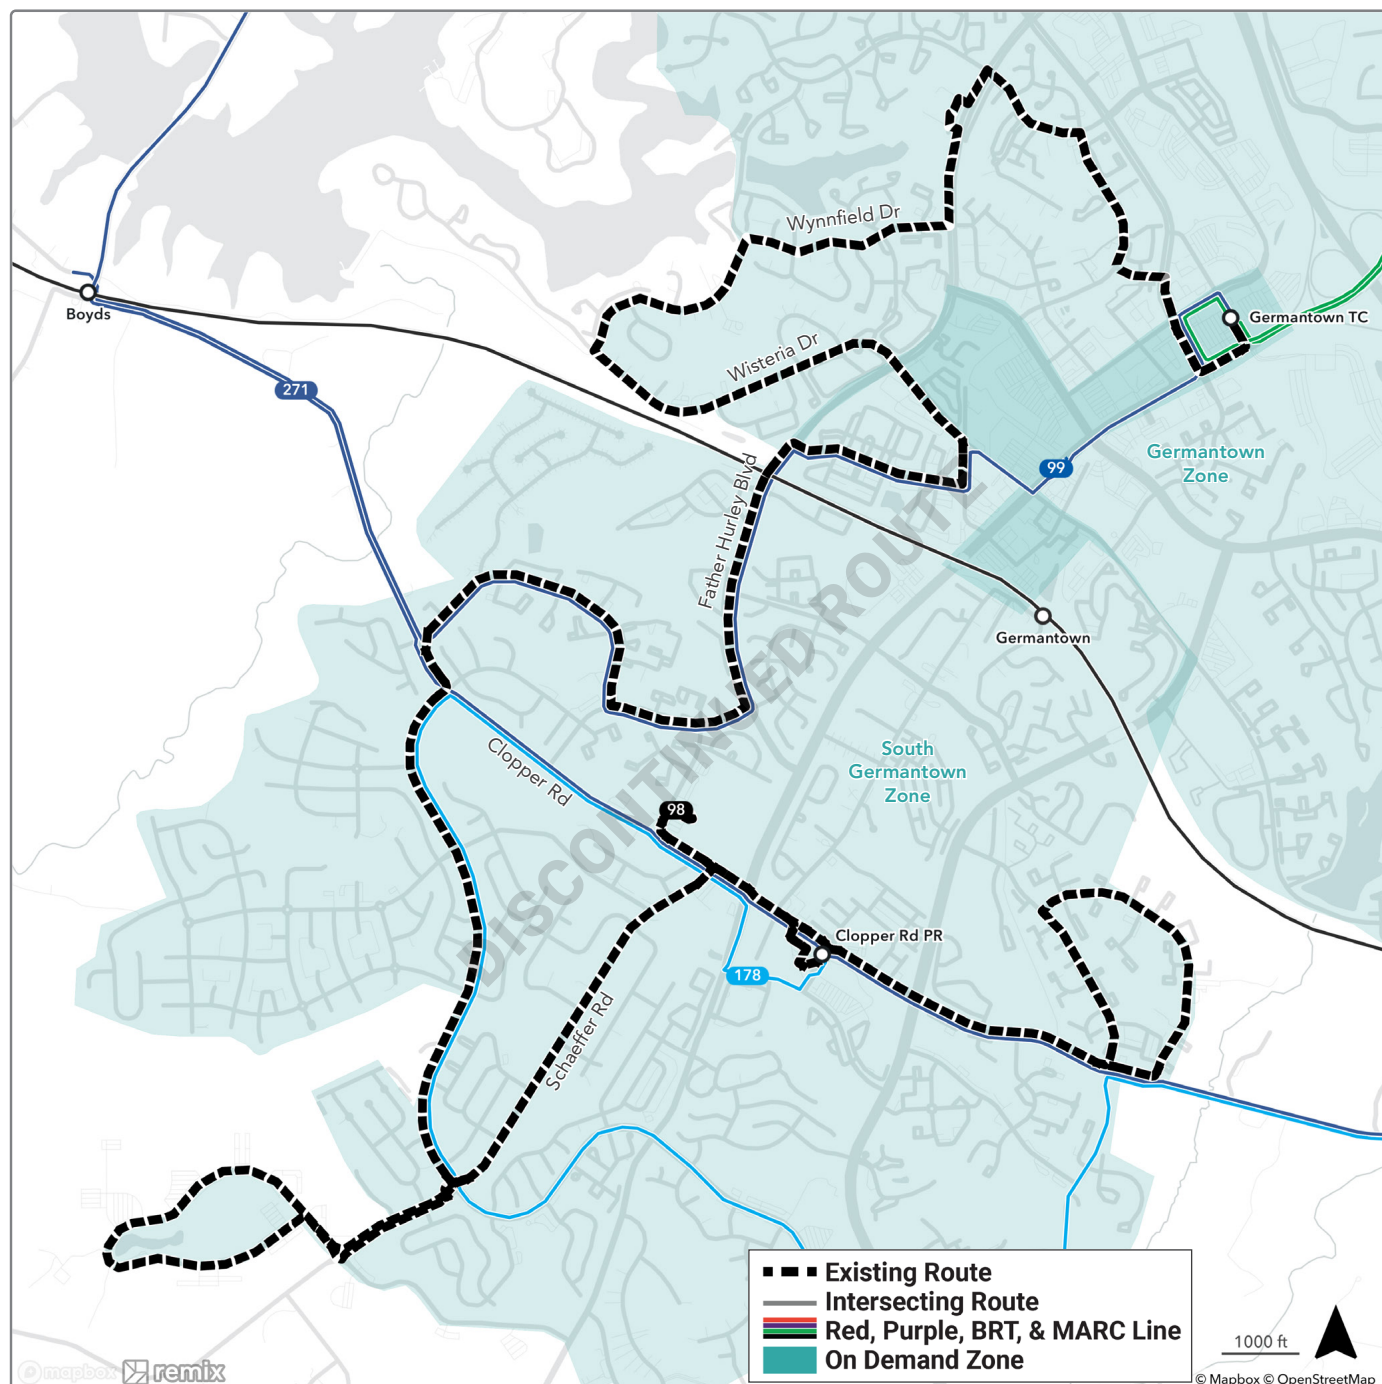 Wynnfield Dr
Boyds
Germantown TC
Wisteria Dr
271
Germantown
Zone
99
Father Hurley Blvd
DISCONTINUED ROUTE
Germantown
Clopper Rd
South
Germantown
Zone
98
Clopper Rd PR
178
Schaeffer Rd
Existing Route
Intersecting Route
Red, Purple, BRT, & MARC Line
On Demand Zone
1000 ft
mapbox remix
© Mapbox © OpenStreetMap